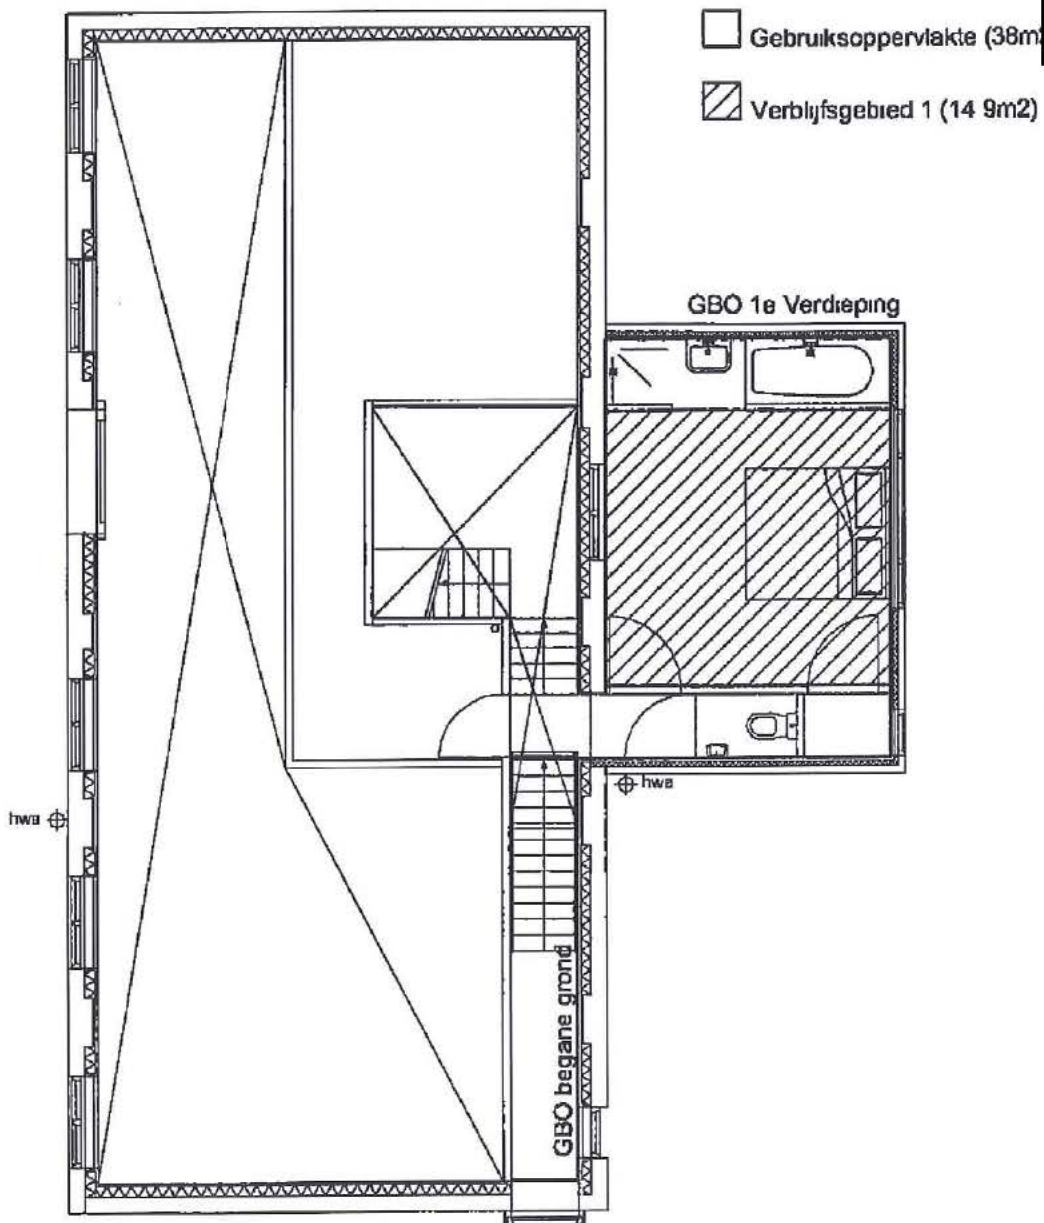 Gebruiksoppervlakte (38m
Verblijfsgebied 1 (14 9m2)
GBO 1e Verdieping
hwa
hwa
GBO begane grond